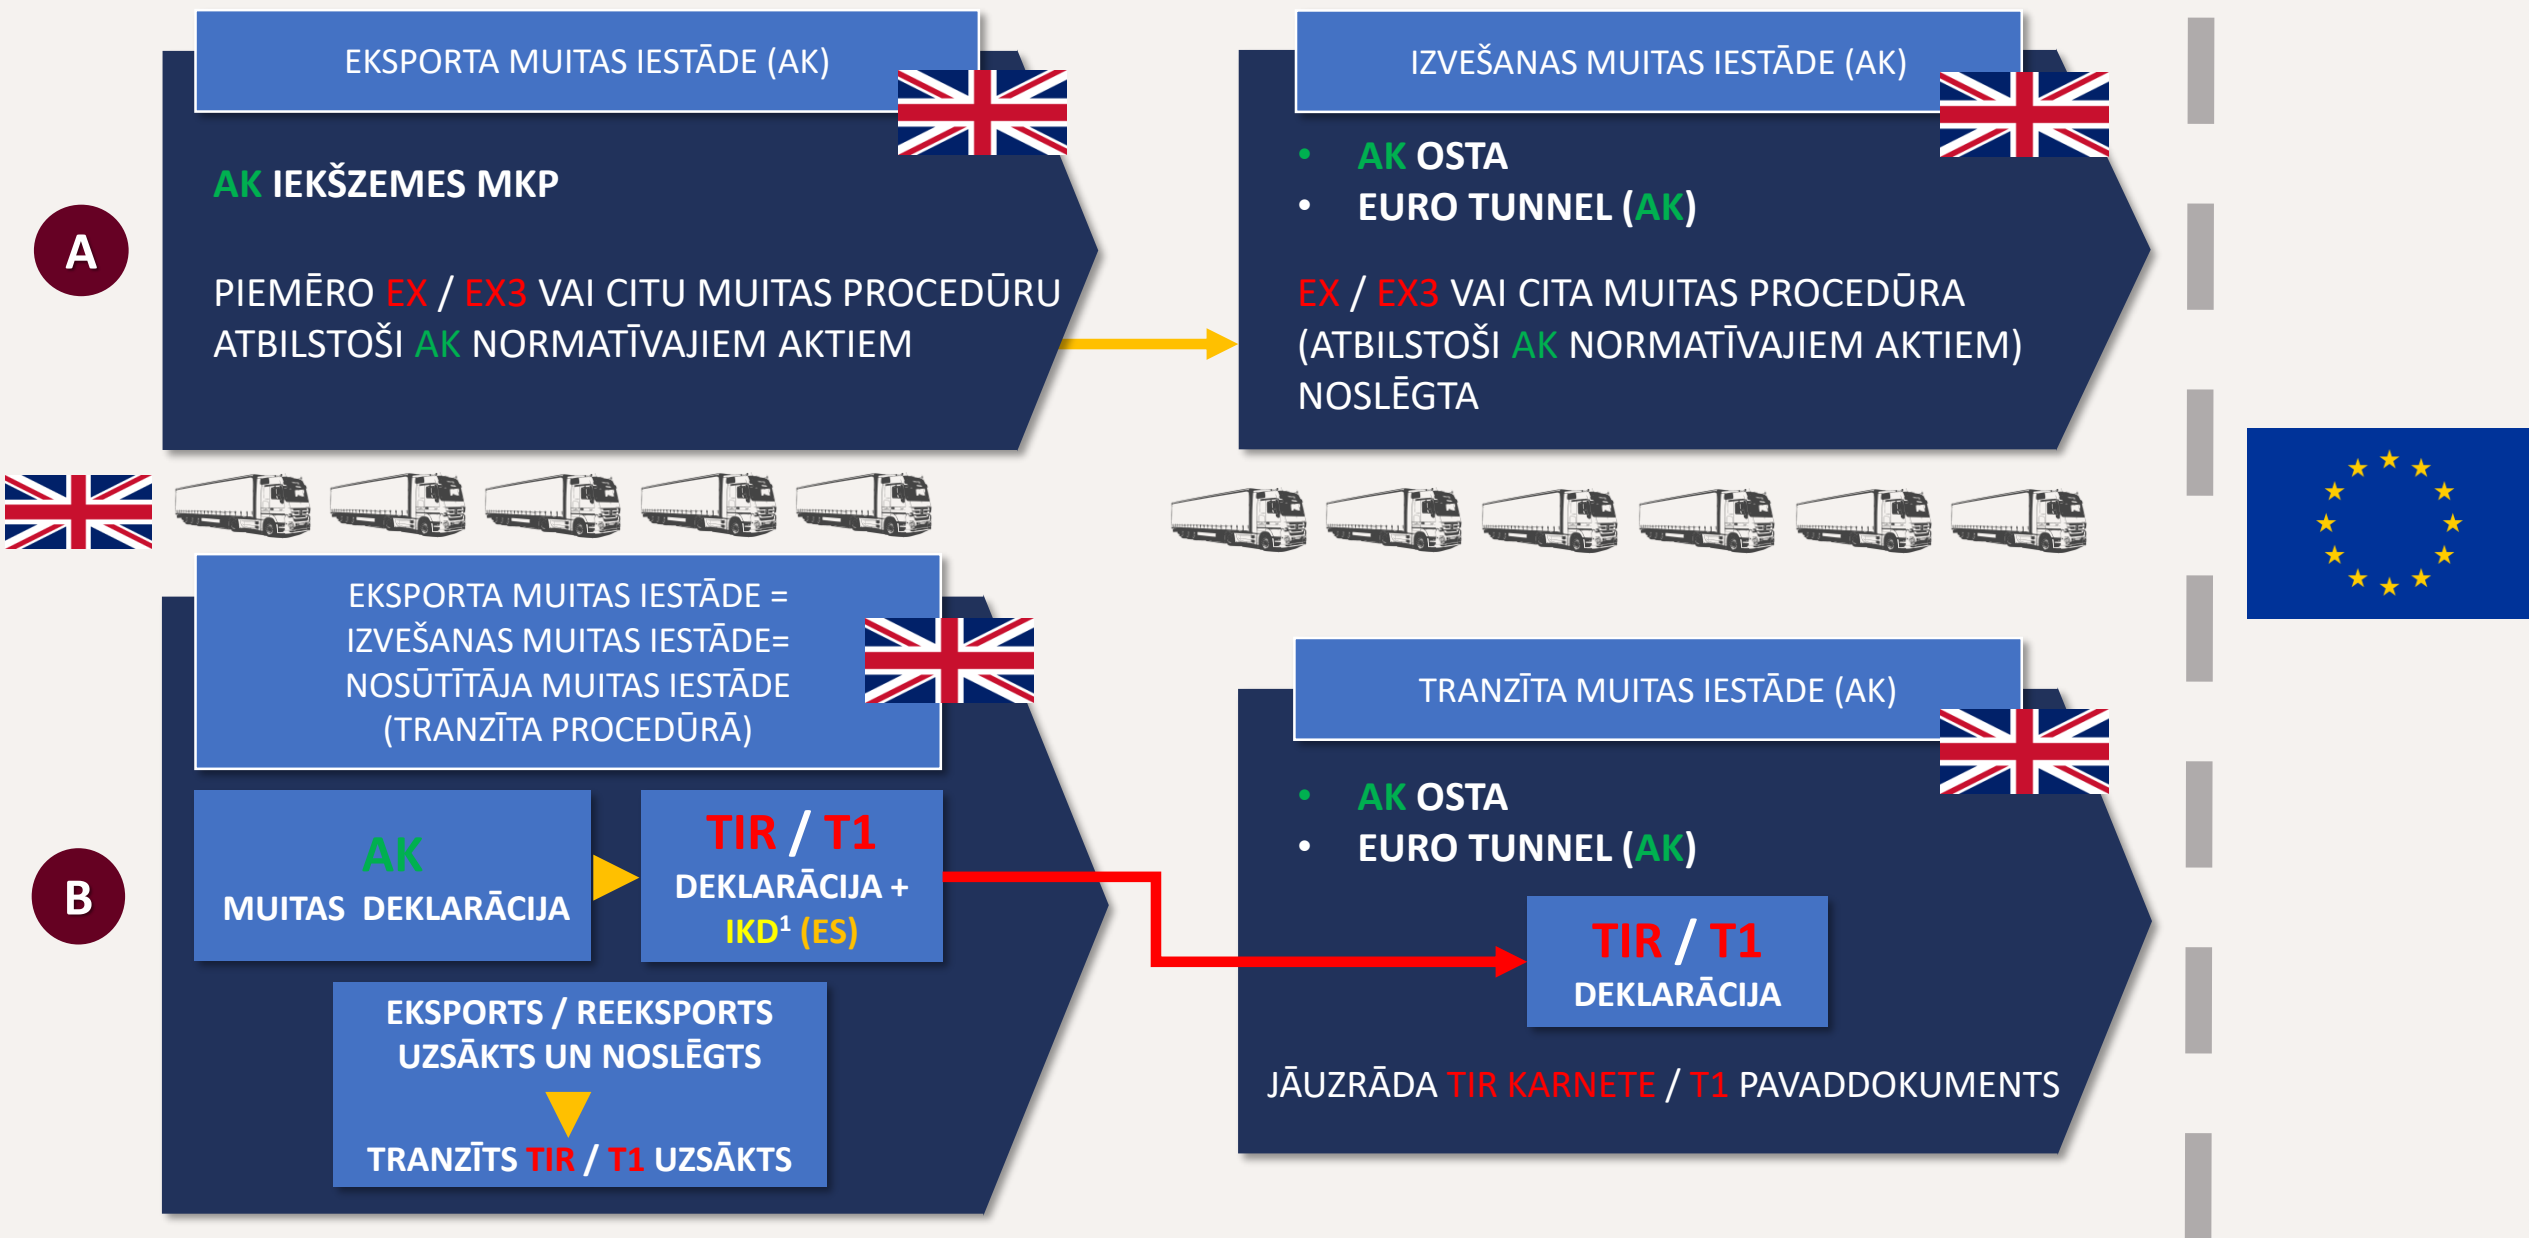 EKSPORTA MUITAS IESTĀDE (AK)
AK IEKŠZEMES MKP
A
PIEMĒRO EX / EX3 VAI CITU MUITAS PROCEDŪRU
ATBILSTOŠI AK NORMATĪVAJIEM AKTIEM
IZVEŠANAS MUITAS IESTĀDE (AK)
• AK OSTA
• EURO TUNNEL (AK)
EX / EX3 VAI CITA MUITAS PROCEDŪRA
(ATBILSTOŠI AK NORMATĪVAJIEM AKTIEM)
NOSLĒGTA
EKSPORTA MUITAS IESTĀDE =
IZVEŠANAS MUITAS IESTĀDE=
NOSŪTĪTĀJA MUITAS IESTĀDE
(TRANZĪTA PROCEDŪRĀ)
B
AK
MUITAS DEKLARĀCIJA
TIR / T1
DEKLARĀCIJA +
IKD¹ (ES)
EKSPORTS / REEKSPORTS
UZSĀKTS UN NOSLĒGTS
TRANZĪTS TIR / T1 UZSĀKTS
TRANZĪTA MUITAS IESTĀDE (AK)
• AK OSTA
• EURO TUNNEL (AK)
TIR / T1
DEKLARĀCIJA
JĀUZRĀDA TIR KARNETE / T1 PAVADDOKUMENTS